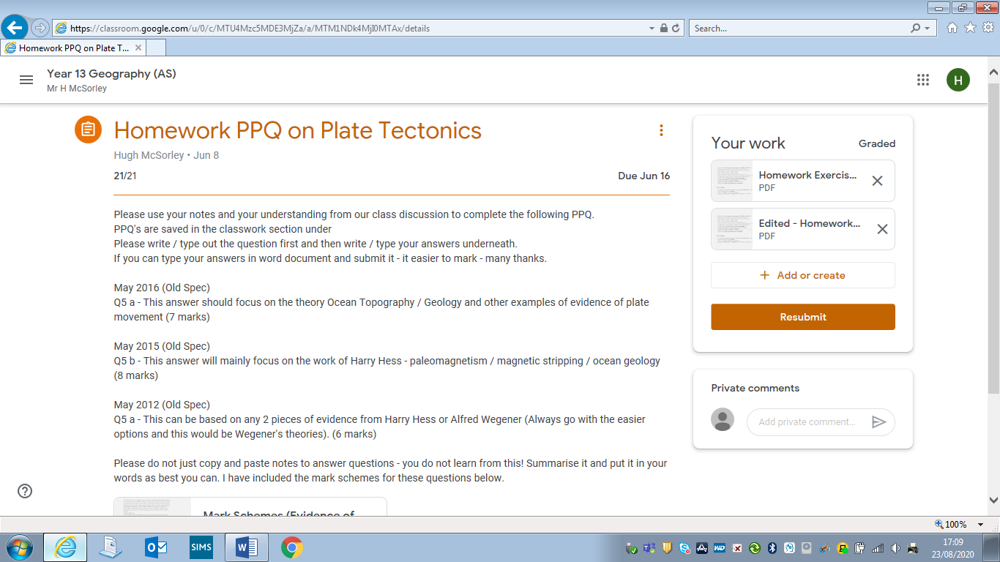 https://classroom.google.com/u/0/c/MTU4Mzc5MDE3MjZa/a/MTM1NDk4MjI0MTAx/details
Search...
Homework PPQ on Plate T...
Year 13 Geography (AS)
Mr H McSorley
H
Homework PPQ on Plate Tectonics
Hugh McSorley • Jun 8
21/21
Due Jun 16
Please use your notes and your understanding from our class discussion to complete the following PPQ.
PPQ's are saved in the classwork section under
Please write / type out the question first and then write / type your answers underneath.
If you can type your answers in word document and submit it - it easier to mark - many thanks.
May 2016 (Old Spec)
Q5 a - This answer should focus on the theory Ocean Topography / Geology and other examples of evidence of plate
movement (7 marks)
May 2015 (Old Spec)
Q5 b - This answer will mainly focus on the work of Harry Hess - paleomagnetism / magnetic stripping / ocean geology
(8 marks)
May 2012 (Old Spec)
Q5 a - This can be based on any 2 pieces of evidence from Harry Hess or Alfred Wegener (Always go with the easier
options and this would be Wegener's theories). (6 marks)
Please do not just copy and paste notes to answer questions - you do not learn from this! Summarise it and put it in your
words as best you can. I have included the mark schemes for these questions below.
Mark Schemes (Evidence of
Your work
Graded
Homework Exercis...
PDF
Edited - Homework...
PDF
+ Add or create
Resubmit
Private comments
Add private comment...
100%
SIMS
17:09
23/08/2020